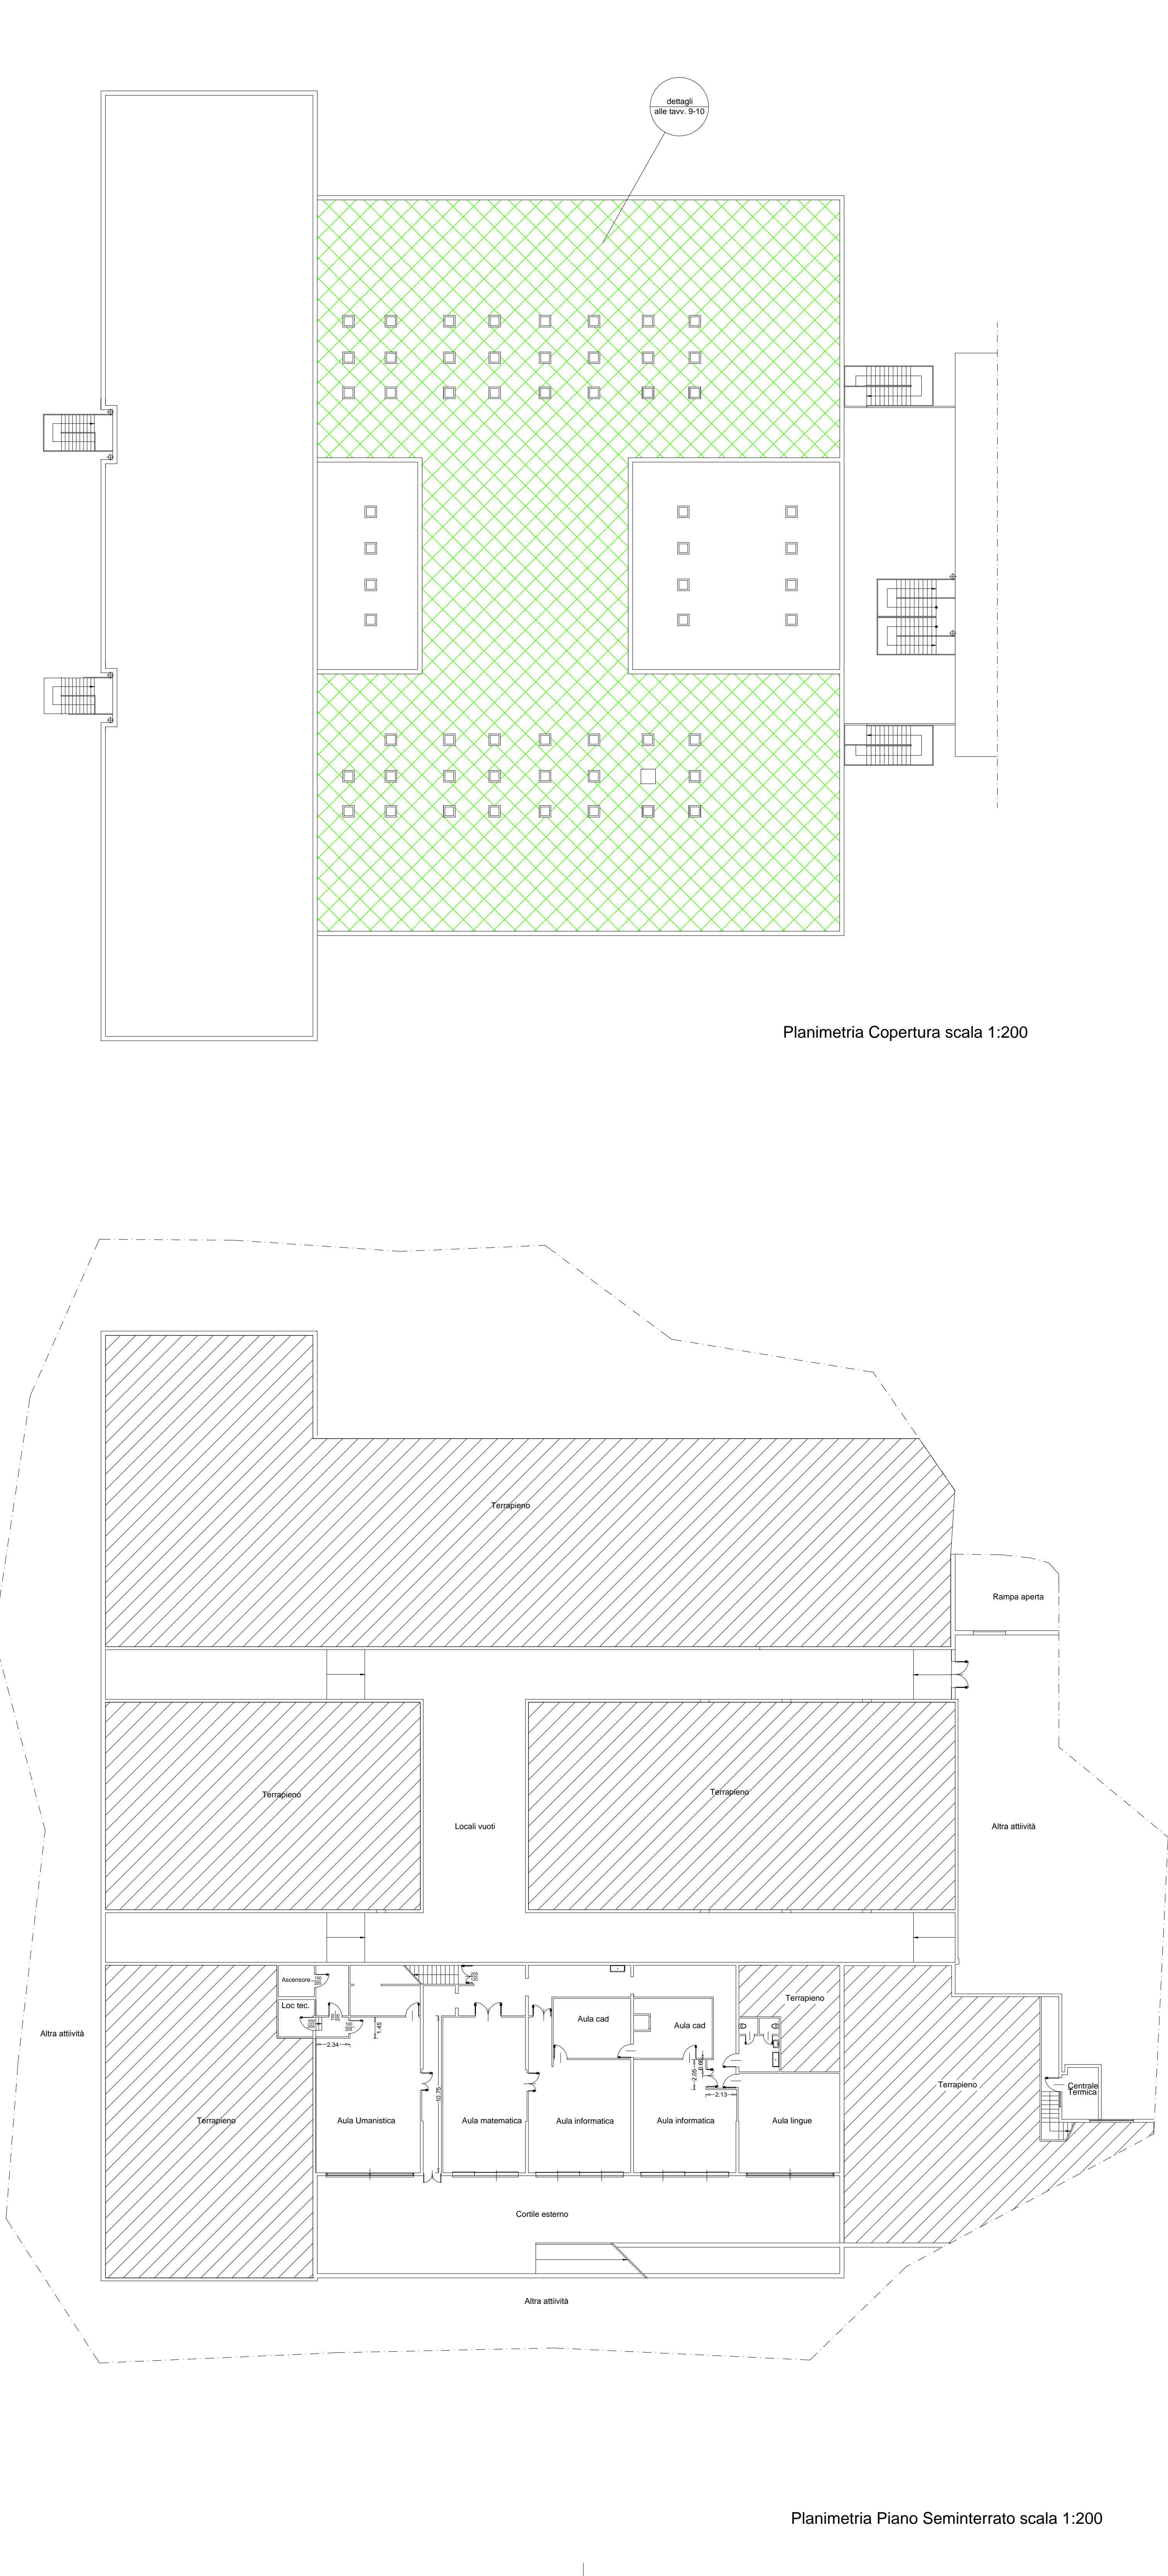 dettagli
alle tavv. 9-10
Planimetria Copertura scala 1:200
Terrapieno
Rampa aperta
Terrapieno
Terrapieno
Locali vuoti
Altra attiività
Ascensore
Loc tec.
Terrapieno
Aula cad
Aula cad
Altra attiività
1.45
2.34
10.75
2.05
0.66
2.13
Terrapieno
Centrale
Termica
Terrapieno
Aula Umanistica
Aula matematica
Aula informatica
Aula informatica
Aula lingue
Cortile esterno
Altra attiività
Planimetria Piano Seminterrato scala 1:200